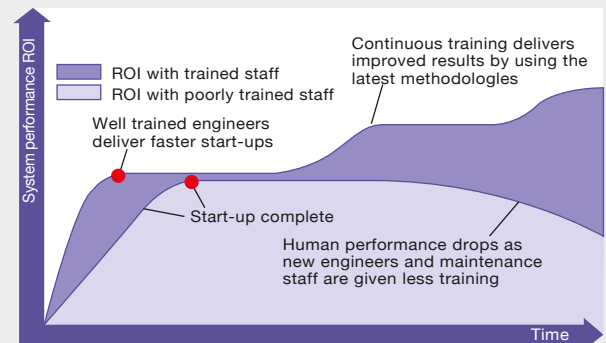 System performance ROI
ROI with trained staff
ROI with poorly trained staff
Well trained engineers
deliver faster start-ups
Continuous training delivers
improved results by using the
latest methodologles
Start-up complete
Human performance drops as
new engineers and maintenance
staff are given less training
Time